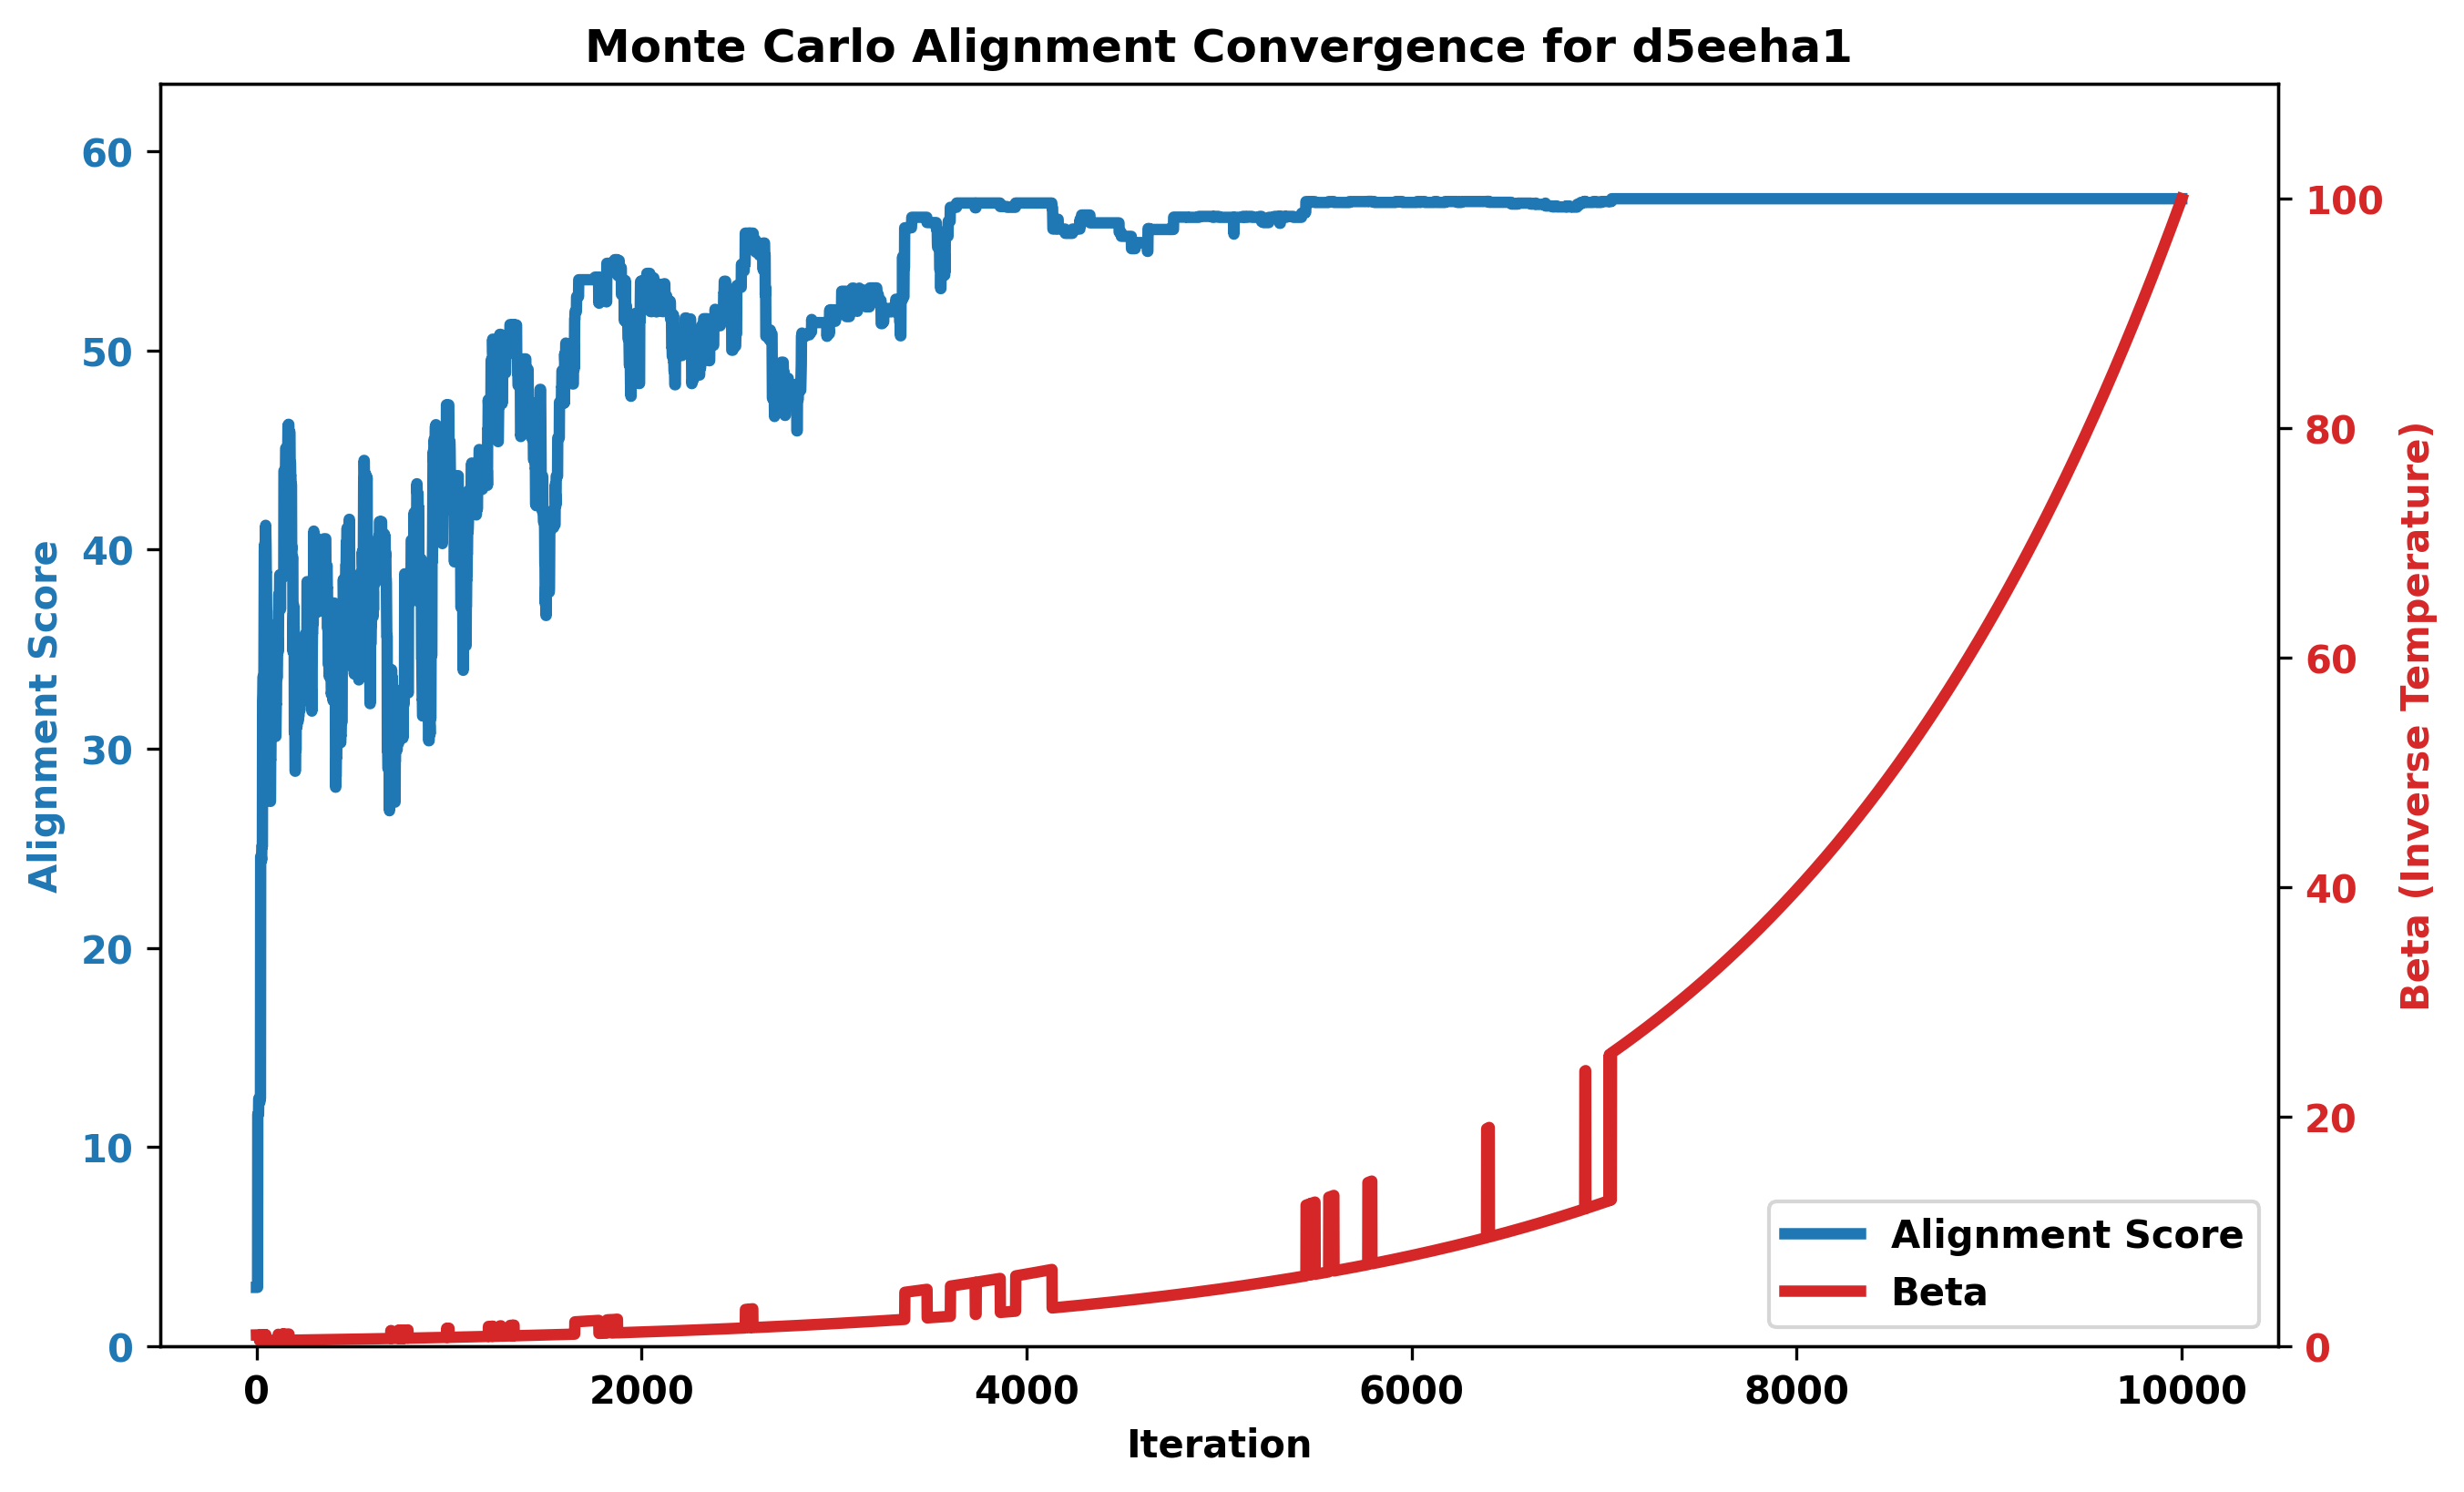 Monte Carlo Alignment Convergence for d5eeha1
60
50
40
30
20
10
0
Alignment Score
100
80
60
40
20
0
Beta (Inverse Temperature)
Alignment Score
Beta
0 2000 4000 6000 8000 10000
Iteration